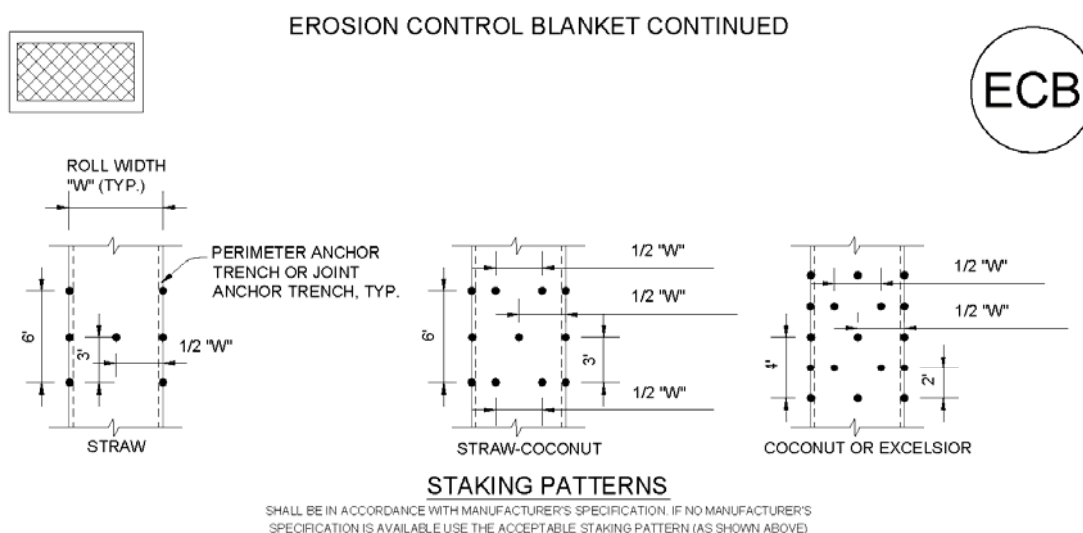 EROSION CONTROL BLANKET CONTINUED
ECB
ROLL WIDTH
"W" (TYP.)
PERIMETER ANCHOR
TRENCH OR JOINT
ANCHOR TRENCH, TYP.
6'
3'
1/2 "W"
STRAW
1/2 "W"
1/2 "W"
6'
3'
1/2 "W"
STRAW-COCONUT
1/2 "W"
1/2 "W"
4'
2'
COCONUT OR EXCELSIOR
STAKING PATTERNS
SHALL BE IN ACCORDANCE WITH MANUFACTURER'S SPECIFICATION. IF NO MANUFACTURER'S
SPECIFICATION IS AVAILABLE USE THE ACCEPTABLE STAKING PATTERN (AS SHOWN ABOVE)